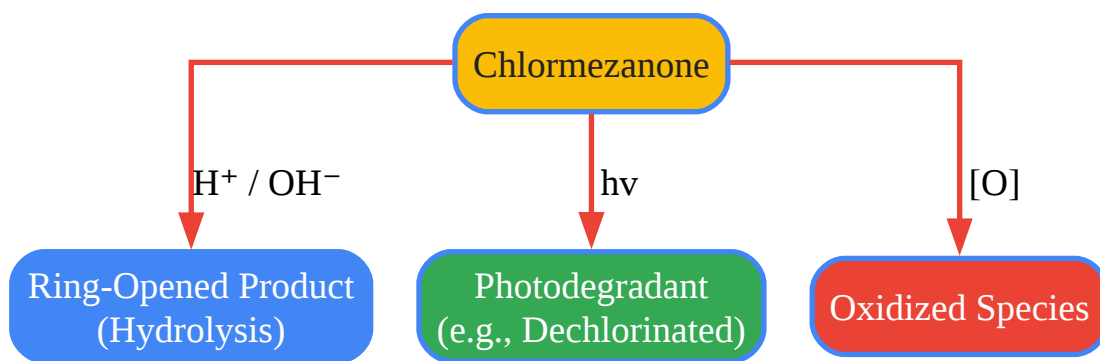 Chlormezanone
H⁺ / OH⁻
hv
[O]
Ring-Opened Product
(Hydrolysis)
Photodegradant
(e.g., Dechlorinated)
Oxidized Species